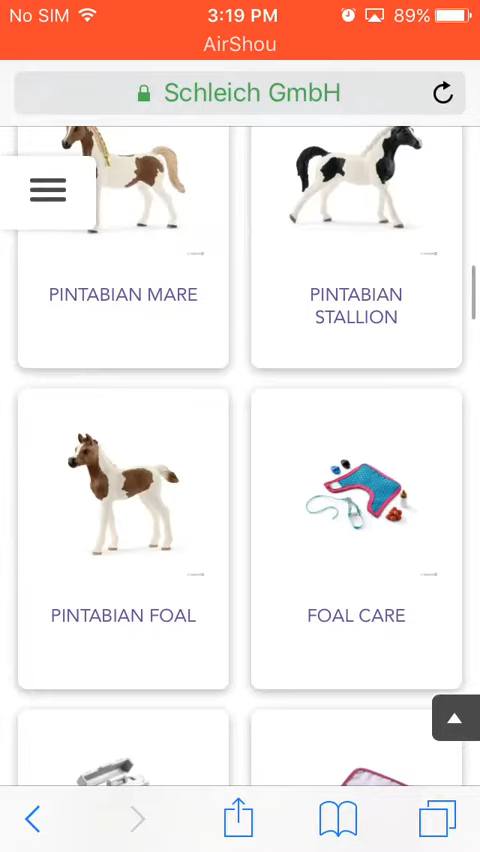 No SIM 3:19 PM 89%
AirShou
Schleich GmbH
PINTABIAN MARE
PINTABIAN
STALLION
PINTABIAN FOAL
FOAL CARE